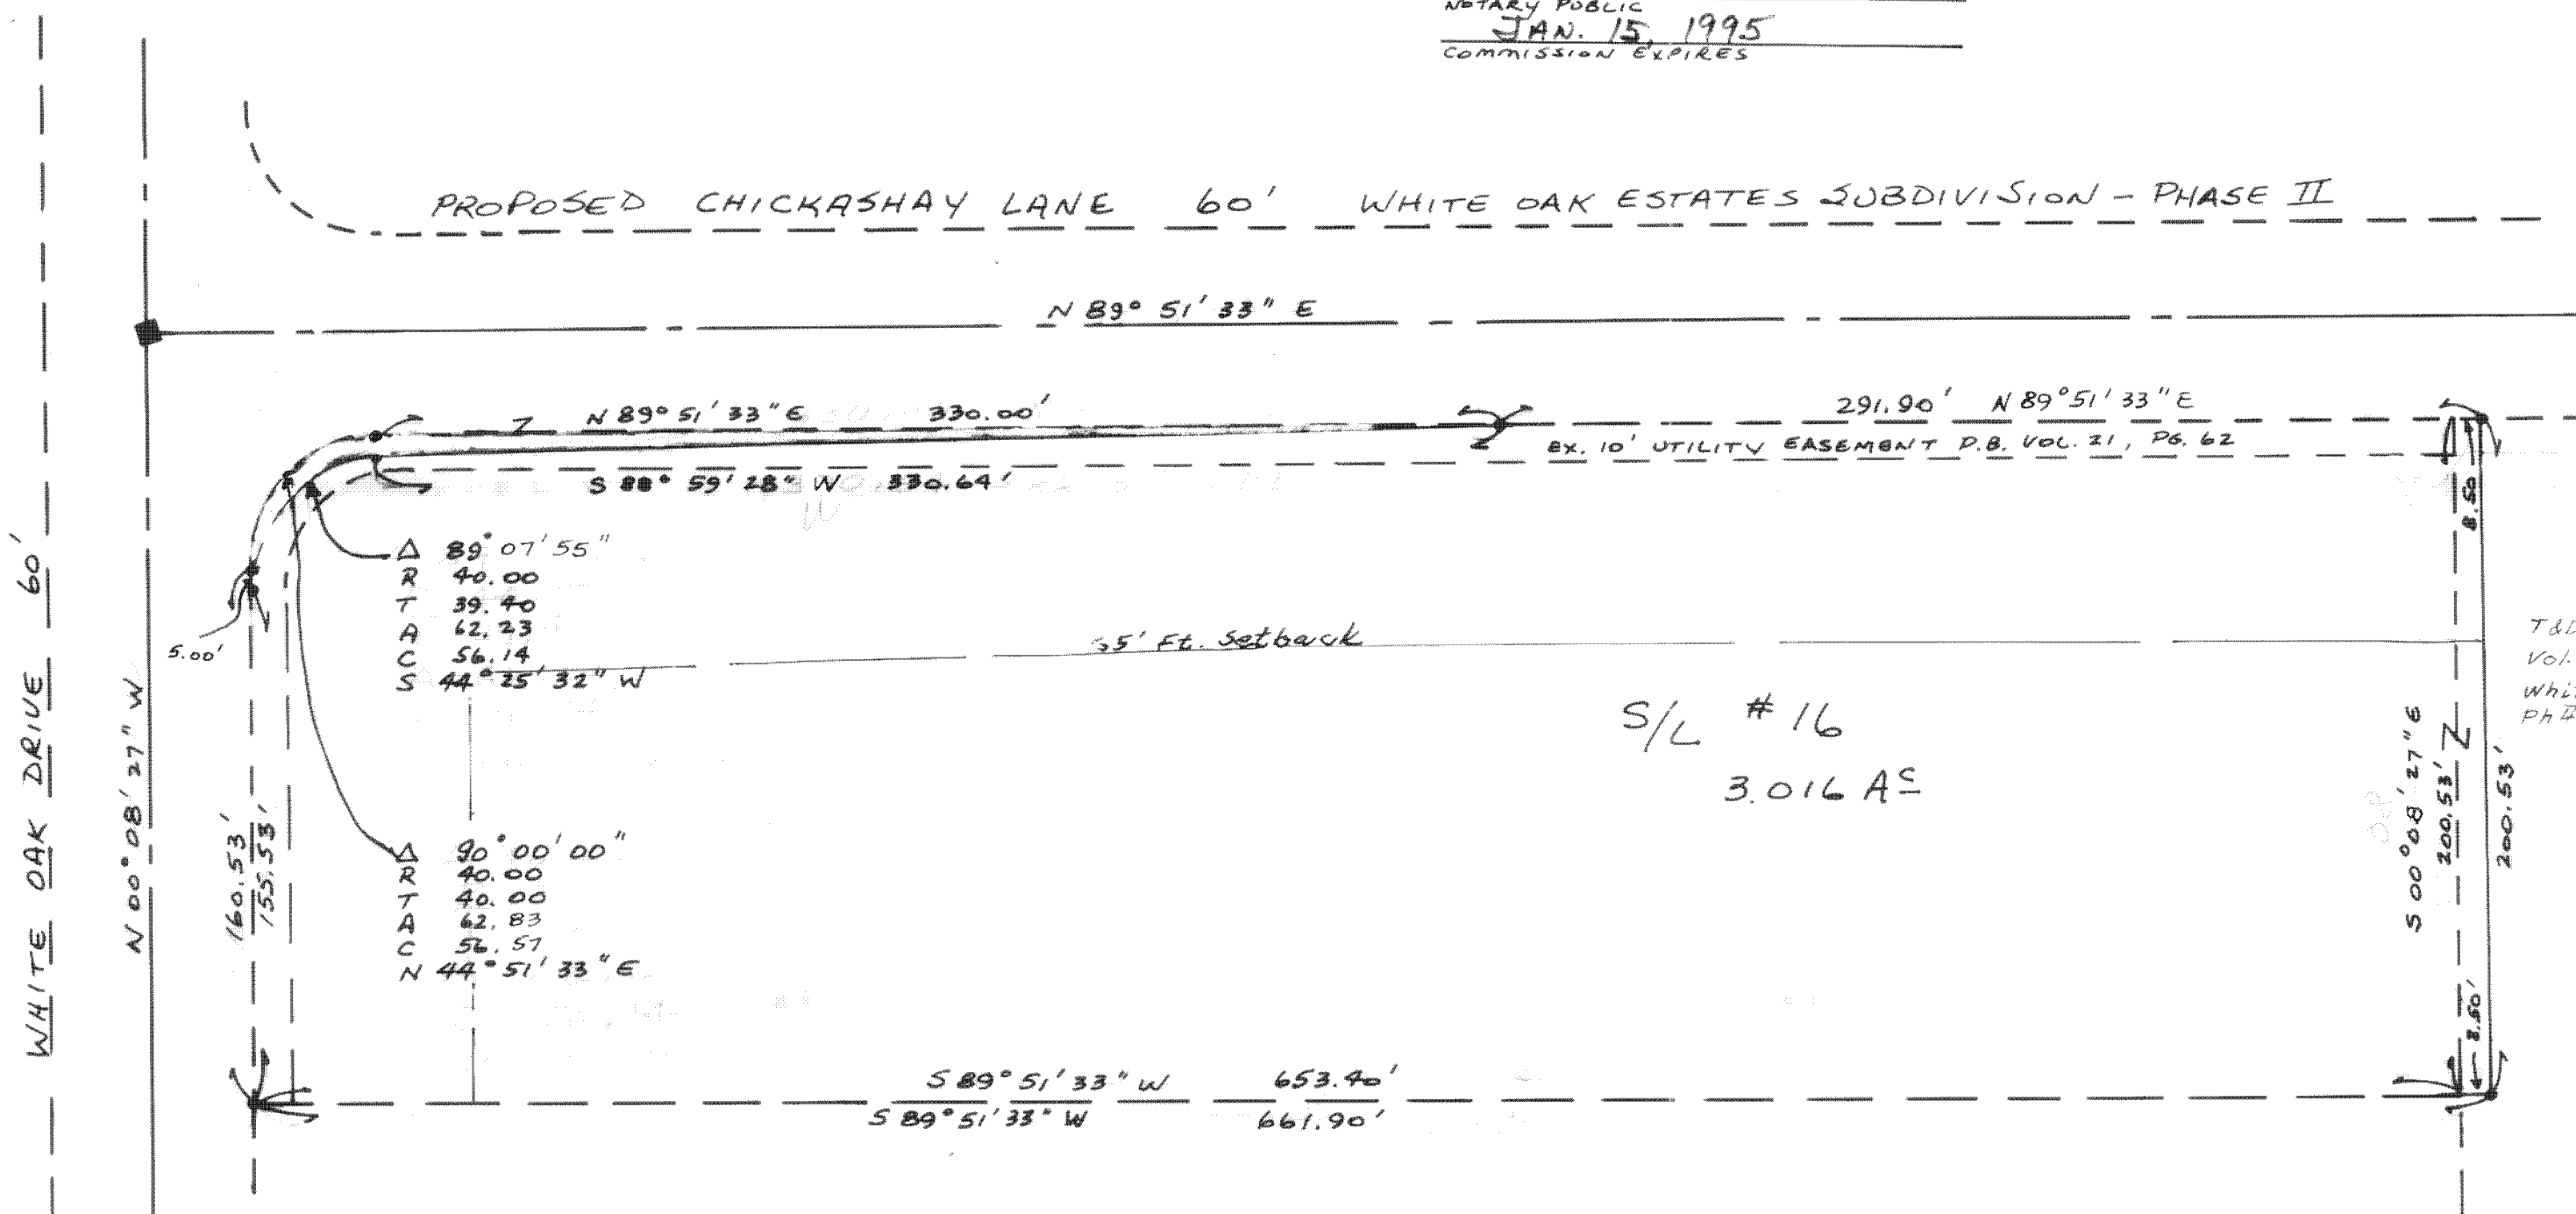 NOTARY PUBLIC
JAN. 15, 1995
COMMISSION EXPIRES
PROPOSED CHICKASHAY LANE 60' WHITE OAK ESTATES SUBDIVISION - PHASE II
N 89° 51' 33" E
N 89° 51' 33" E 330.00'
291.90' N 89° 51' 33" E
EX. 10' UTILITY EASEMENT P.B. VOL. 21, PG. 62
S 88° 59' 28" W 330.64'
8.50
Δ 89° 07' 55"
R 40.00
T 39.40
A 62.23
C 56.14
S 44° 25' 32" W
5.00'
WHITE OAK DRIVE 60'
N 00° 08' 27" W
35' Ft. Setback
Vol.
S/L #16
3.016 Ac
160.53'
155.53'
Δ 90° 00' 00"
R 40.00
T 40.00
A 62.83
C 56.57
N 44° 51' 33" E
S 00° 08' 27" E
200.53'
200.53'
8.50'
S 89° 51' 33" W 653.40'
S 89° 51' 33" W 661.90'